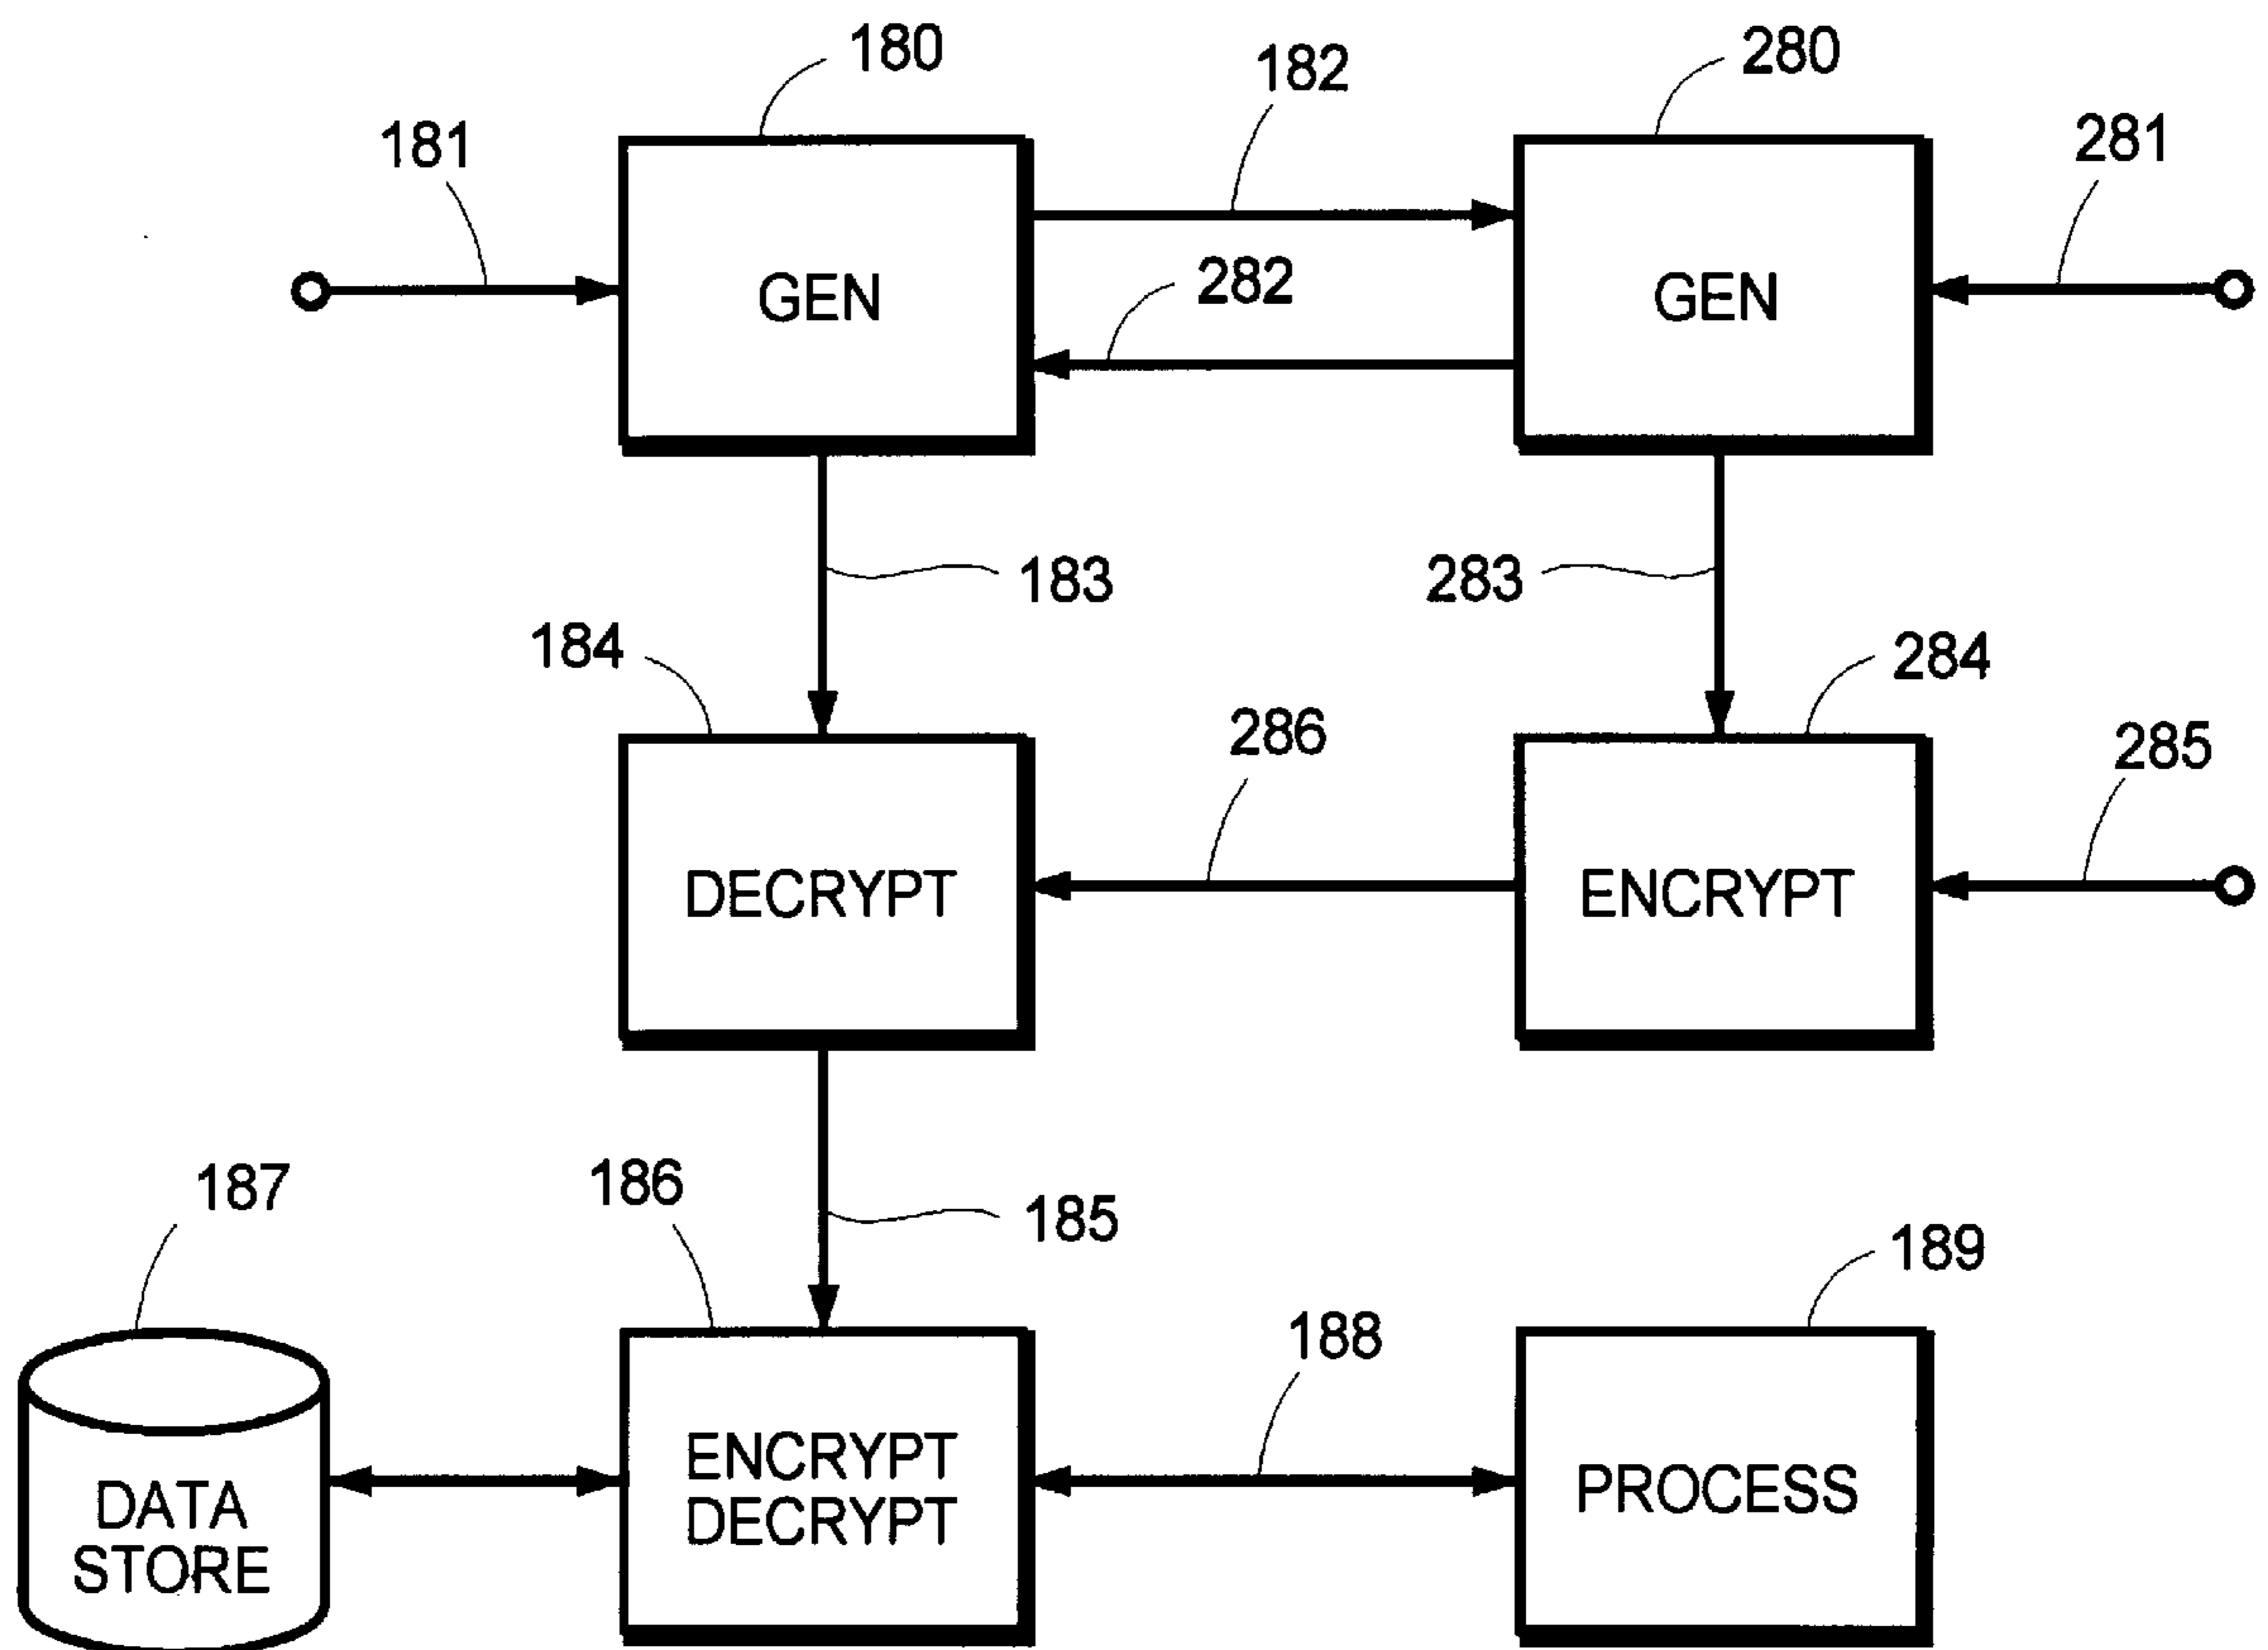 180
182
280
181
281
GEN
282
GEN
183
283
184
284
286
285
DECRYPT
ENCRYPT
187
186
185
189
188
ENCRYPT
DECRYPT
PROCESS
DATA
STORE